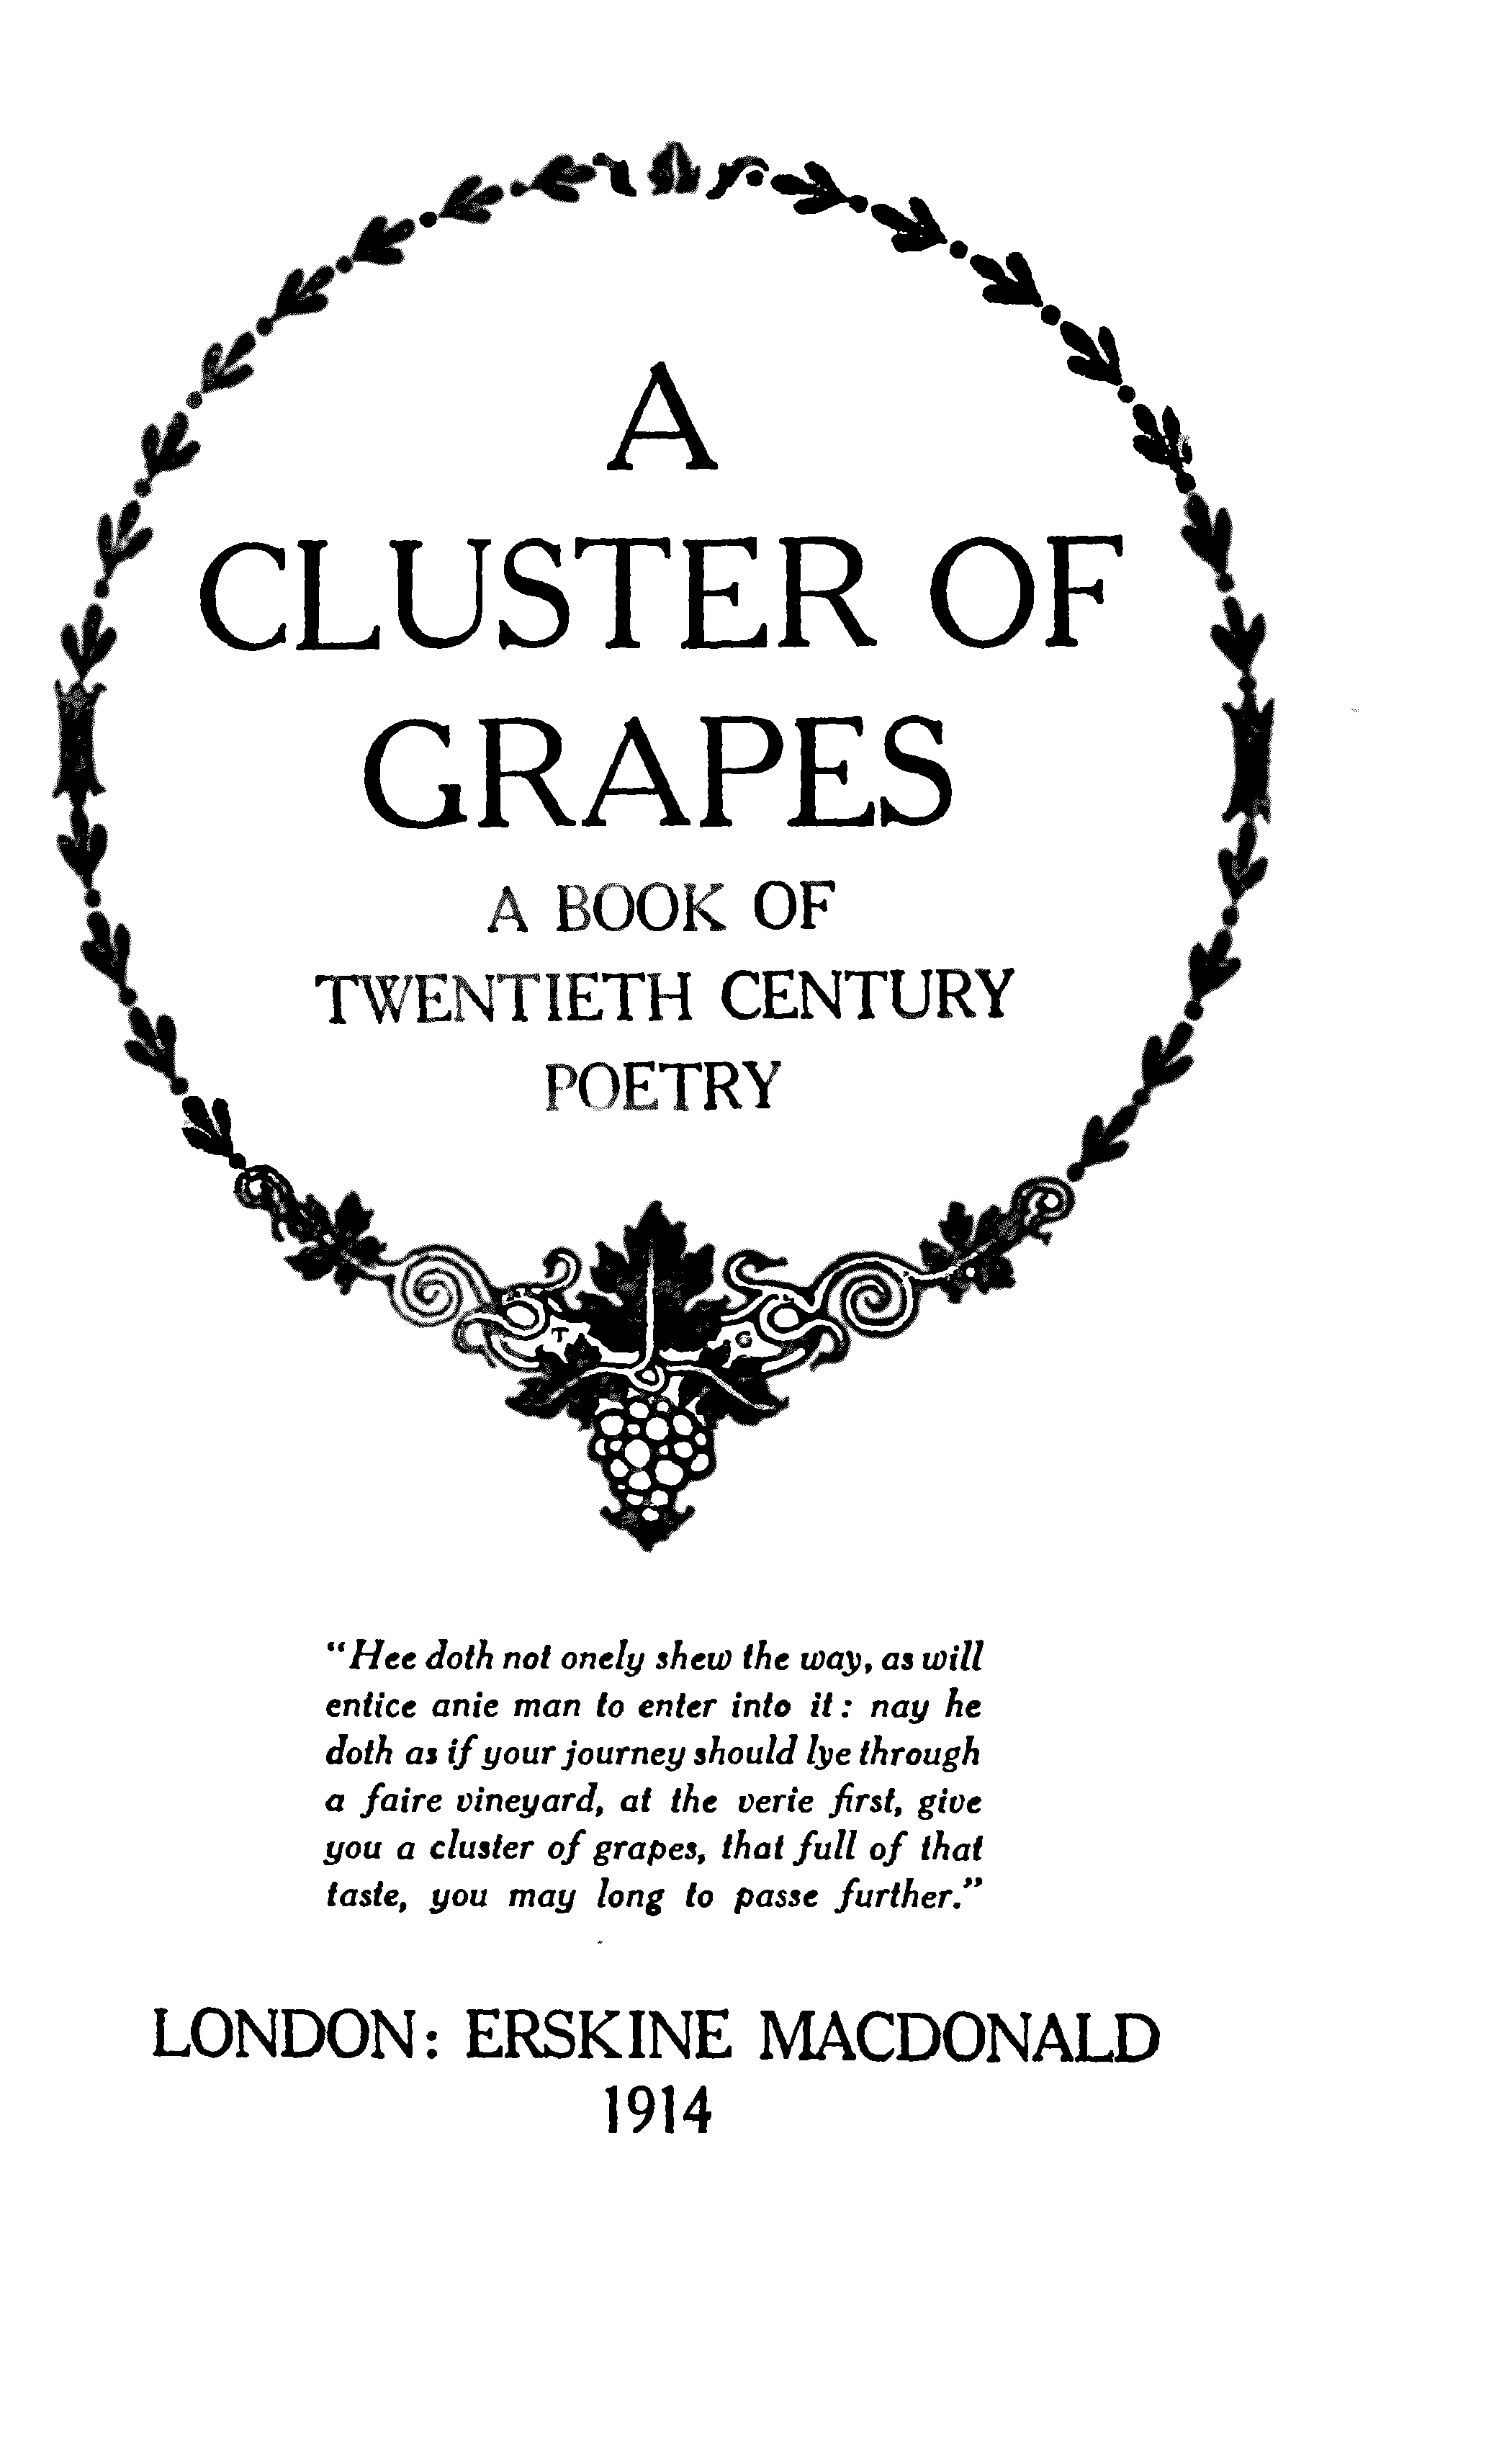 A
CLUSTER OF
GRAPES
A BOOK OF
TWENTIETH CENTURY
POETRY
T G
"Hee doth not onely shew the way, as will
entice anie man to enter into it: nay he
doth as if your journey should lye through
a faire vineyard, at the verie first, give
you a cluster of grapes, that full of that
taste, you may long to passe further."
LONDON: ERSKINE MACDONALD
1914